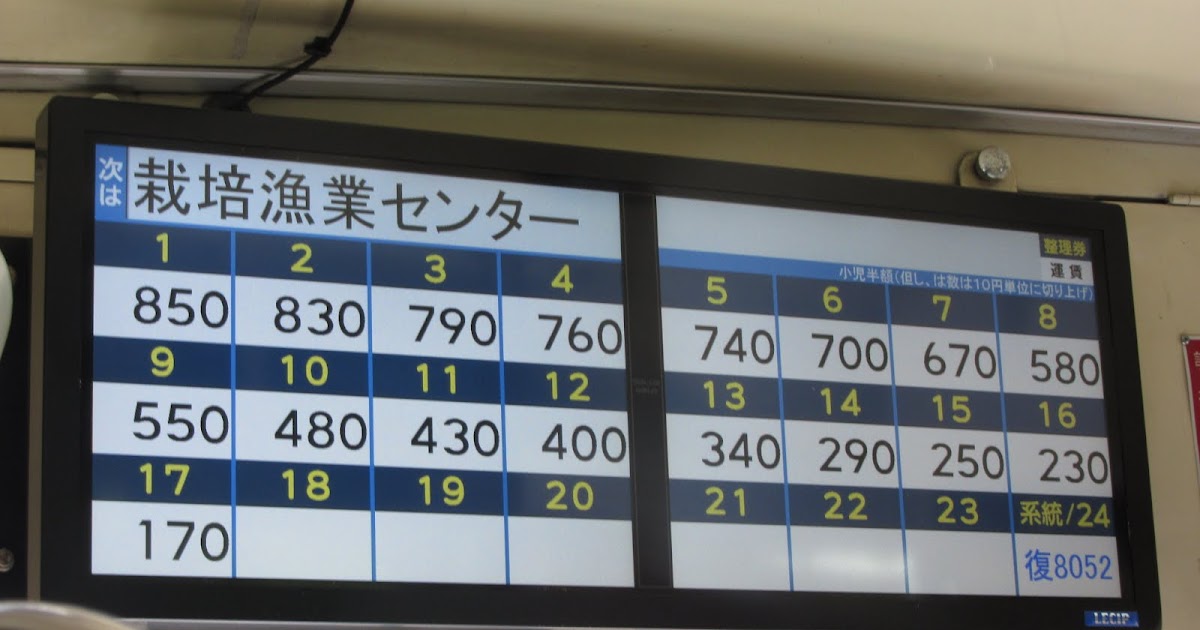 次は 栽培漁業センター
整理券
運賃
小児半額(但し、は数は10円単位に切り上げ)
1 2 3 4 5 6 7 8
850 830 790 760 740 700 670 580
9 10 11 12 13 14 15 16
550 480 430 400 340 290 250 230
17 18 19 20 21 22 23 系統/24
170 復8052
LECIP